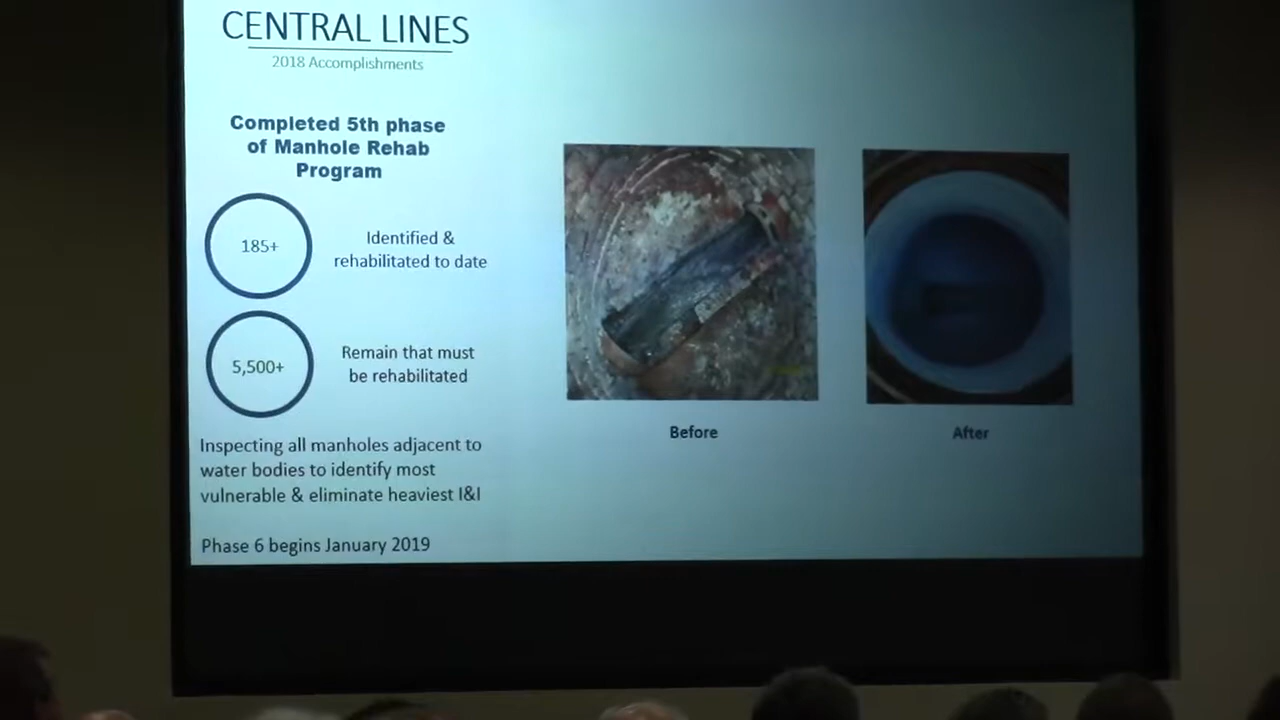 CENTRAL LINES
2018 Accomplishments
Completed 5th phase
of Manhole Rehab
Program
185+
Identified &
rehabilitated to date
5,500+
Remain that must
be rehabilitated
Inspecting all manholes adjacent to
water bodies to identify most
vulnerable & eliminate heaviest I&I
Phase 6 begins January 2019
Before
After